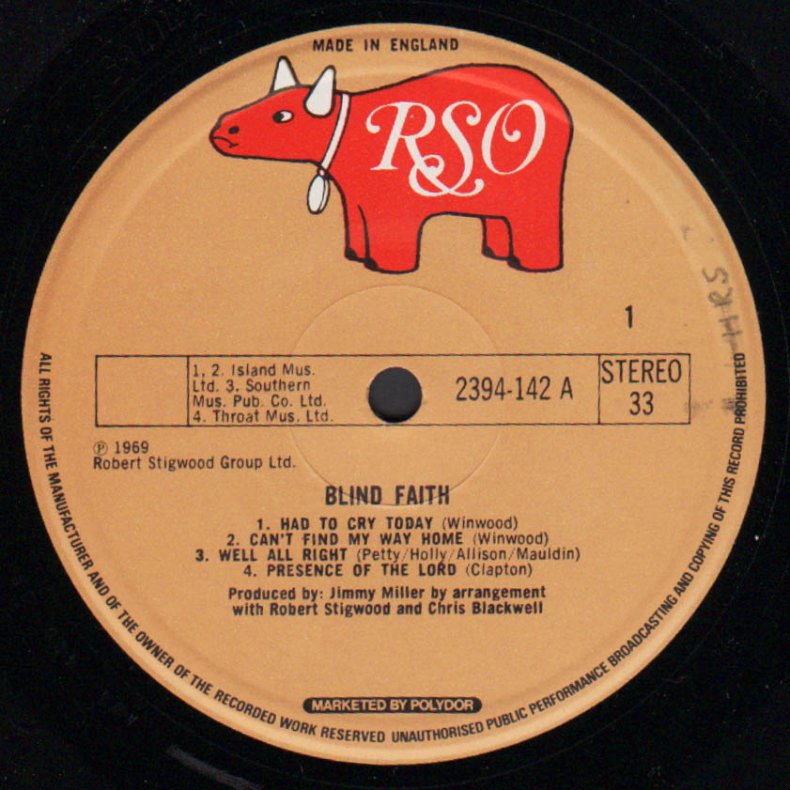 MADE IN ENGLAND
RSO
1
HRS
1, 2. Island Mus.
Ltd. 3. Southern
Mus. Pub. Co. Ltd.
4. Throat Mus. Ltd.
2394-142 A
STEREO
33
℗ 1969
Robert Stigwood Group Ltd.
BLIND FAITH
1. HAD TO CRY TODAY (Winwood)
2. CAN'T FIND MY WAY HOME (Winwood)
3. WELL ALL RIGHT (Petty/Holly/Allison/Mauldin)
4. PRESENCE OF THE LORD (Clapton)
Produced by: Jimmy Miller by arrangement
with Robert Stigwood and Chris Blackwell
MARKETED BY POLYDOR
ALL RIGHTS OF THE MANUFACTURER AND OF THE OWNER OF THE RECORDED WORK RESERVED UNAUTHORISED PUBLIC PERFORMANCE BROADCASTING AND COPYING OF THIS RECORD PROHIBITED